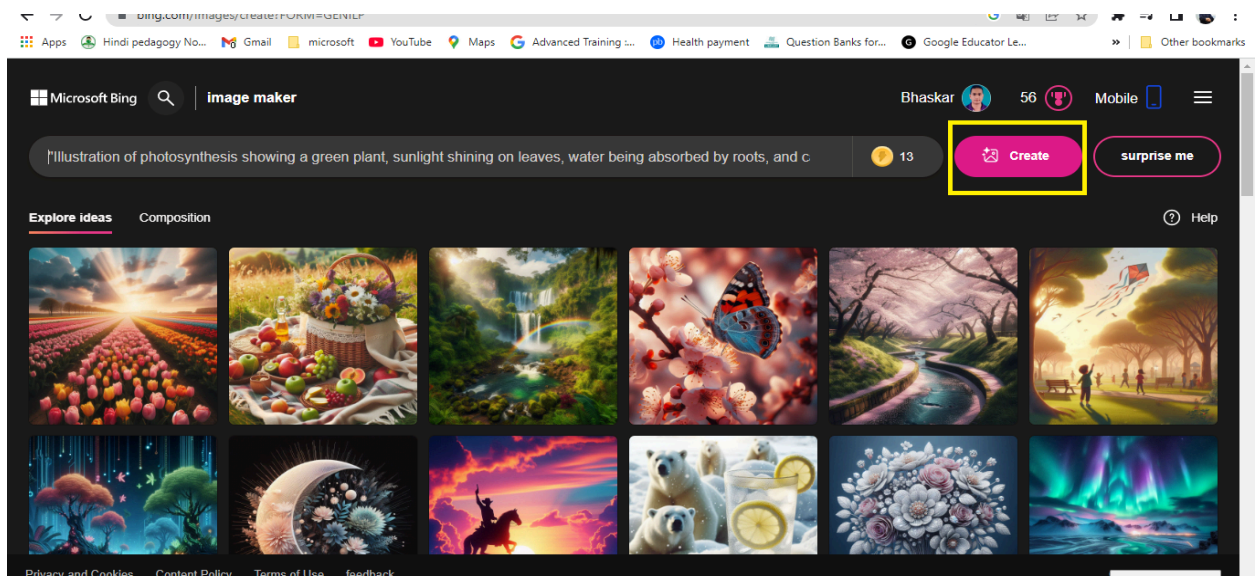 bing.com/images/create?FORM=GENILP
Apps Hindi pedagogy No... Gmail microsoft YouTube Maps Advanced Training :... Health payment Question Banks for... Google Educator Le... » Other bookmarks
Microsoft Bing image maker Bhaskar 56 Mobile
"Illustration of photosynthesis showing a green plant, sunlight shining on leaves, water being absorbed by roots, and c 13 Create surprise me
Explore ideas Composition Help
Privacy and Cookies Content Policy Terms of Use feedback